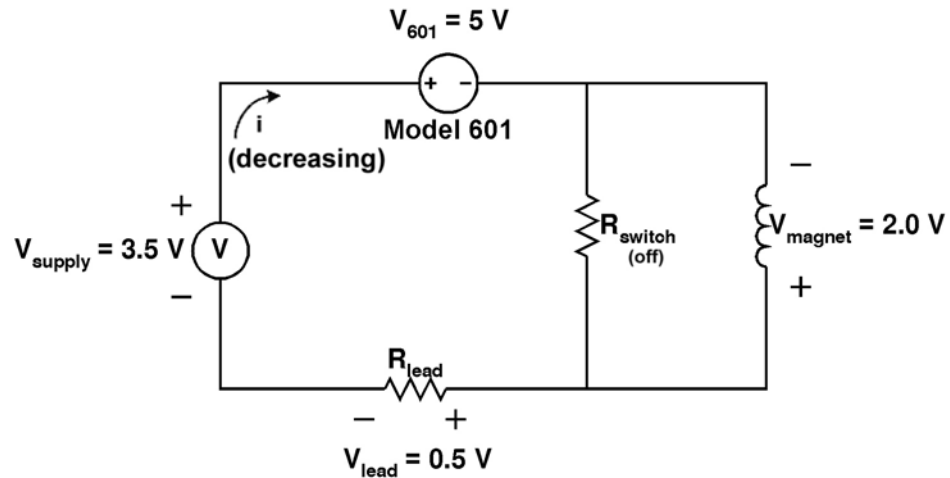 V601 = 5 V
+ −
Model 601
i
(decreasing)
+
Vsupply = 3.5 V
V
−
Rswitch
(off)
−
Vmagnet = 2.0 V
+
Rlead
− +
Vlead = 0.5 V